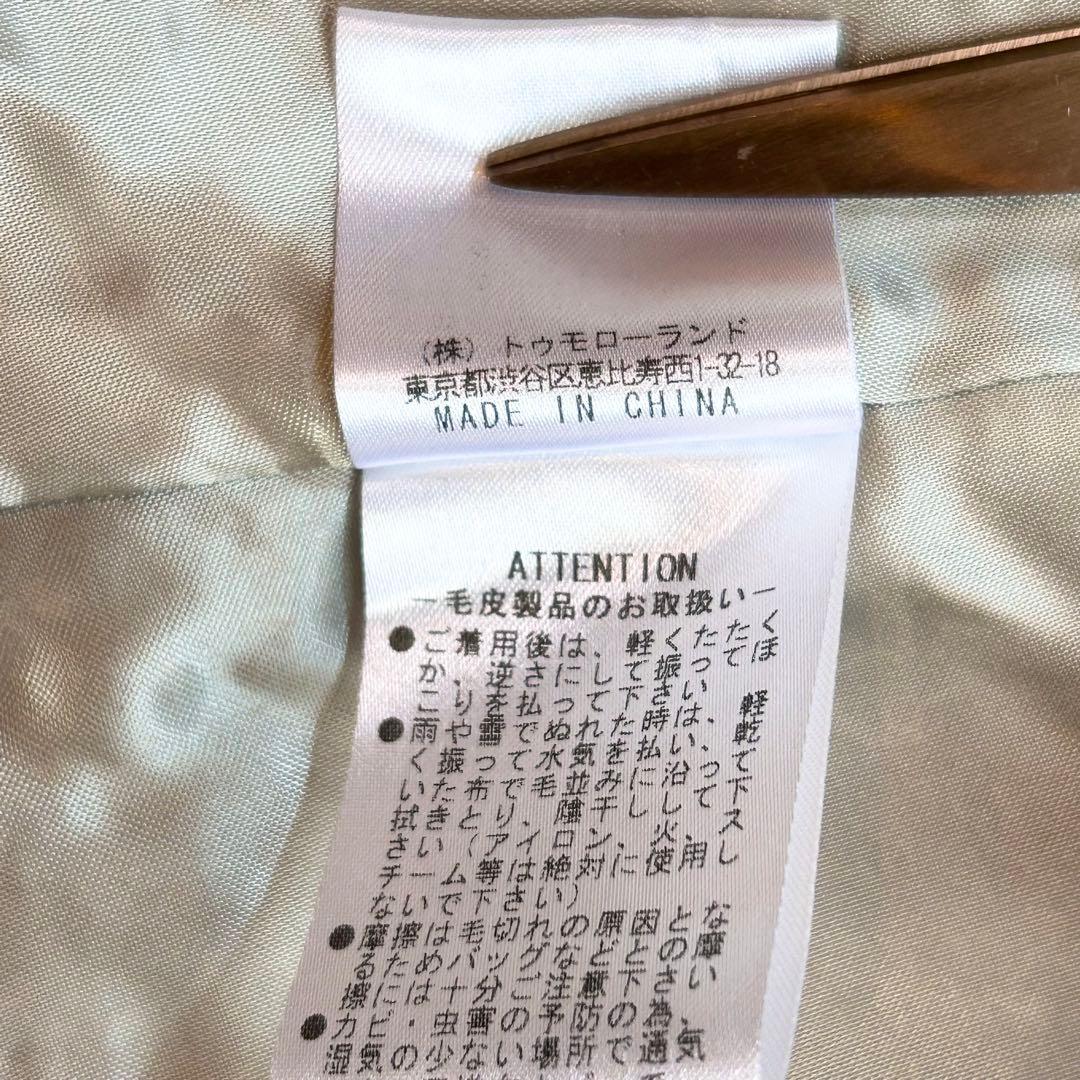 (株) トゥモローランド
東京都渋谷区恵比寿西1-32-18
MADE IN CHINA
ATTENTION
ー毛皮製品のお取扱いー
●ご着用後は、軽くたたくほ
か、逆さにして振って
こりを払って下さい
●雨や雪でぬれた時は、軽
く振って水気を払い、乾
いた布で毛並みに沿って
拭きとり、陰干しして下
さい(アイロン、火、ス
チーム等は絶対に使用し
ないで下さい)
●摩擦は毛切れの原因とな
るためバッグなどとの摩
擦には十分ご注意下さい
●カビ・虫害の予防の為、
湿気の少ない場所で通気